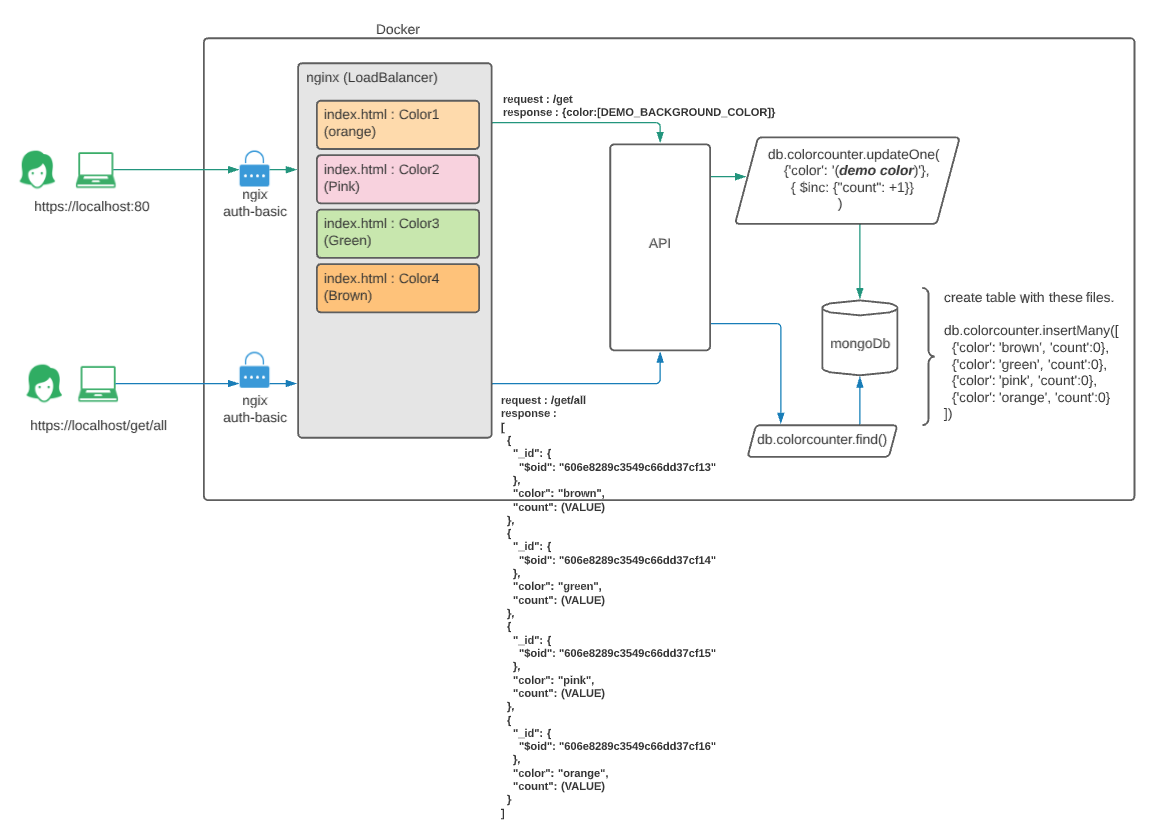 Docker
nginx (LoadBalancer)
index.html : Color1
(orange)
index.html : Color2
(Pink)
index.html : Color3
(Green)
index.html : Color4
(Brown)
https://localhost:80
ngix
auth-basic
https://localhost/get/all
ngix
auth-basic
request : /get
response : {color:[DEMO_BACKGROUND_COLOR]}
API
db.colorcounter.updateOne(
{'color': '(demo color)'},
{ $inc: {"count": +1}}
)
mongoDb
db.colorcounter.find()
create table with these files.
db.colorcounter.insertMany([
{'color': 'brown', 'count':0},
{'color': 'green', 'count':0},
{'color': 'pink', 'count':0},
{'color': 'orange', 'count':0}
])
request : /get/all
response :
[
{
"_id": {
"$oid": "606e8289c3549c66dd37cf13"
},
"color": "brown",
"count": (VALUE)
},
{
"_id": {
"$oid": "606e8289c3549c66dd37cf14"
},
"color": "green",
"count": (VALUE)
},
{
"_id": {
"$oid": "606e8289c3549c66dd37cf15"
},
"color": "pink",
"count": (VALUE)
},
{
"_id": {
"$oid": "606e8289c3549c66dd37cf16"
},
"color": "orange",
"count": (VALUE)
}
]